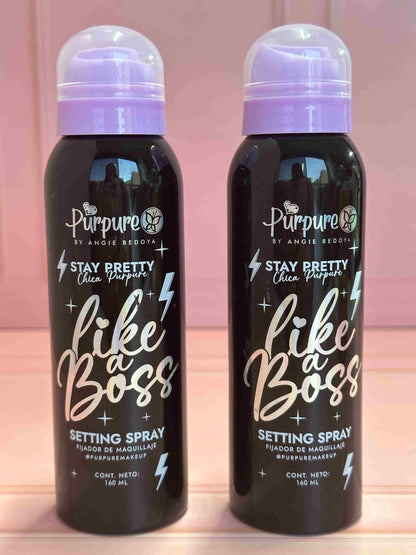 Purpure
BY ANGIE BEDOYA
STAY PRETTY
Chica Purpure
like
a
Boss
SETTING SPRAY
FIJADOR DE MAQUILLAJE
@PURPUREMAKEUP
CONT. NETO:
160 ML
Purpure
BY ANGIE BEDOYA
STAY PRETTY
Chica Purpure
like
a
Boss
SETTING SPRAY
FIJADOR DE MAQUILLAJE
@PURPUREMAKEUP
CONT. NETO:
160 ML